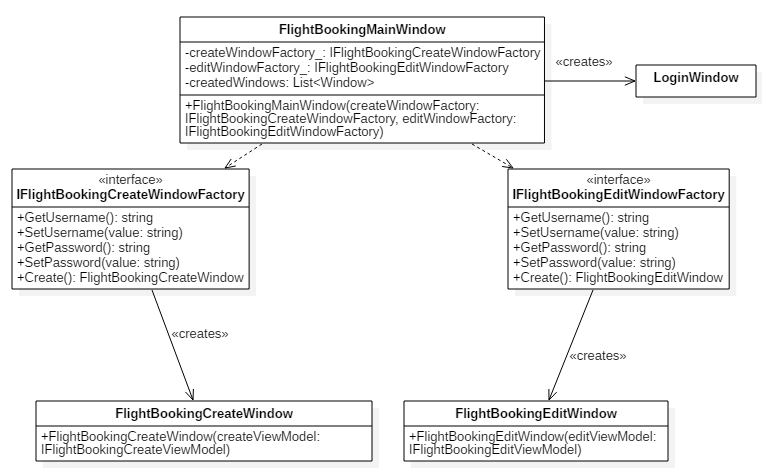 FlightBookingMainWindow
-createWindowFactory_: IFlightBookingCreateWindowFactory
-editWindowFactory_: IFlightBookingEditWindowFactory
-createdWindows: List<Window>
+FlightBookingMainWindow(createWindowFactory:
IFlightBookingCreateWindowFactory, editWindowFactory:
IFlightBookingEditWindowFactory)
«creates»
LoginWindow
«interface»
IFlightBookingCreateWindowFactory
+GetUsername(): string
+SetUsername(value: string)
+GetPassword(): string
+SetPassword(value: string)
+Create(): FlightBookingCreateWindow
«interface»
IFlightBookingEditWindowFactory
+GetUsername(): string
+SetUsername(value: string)
+GetPassword(): string
+SetPassword(value: string)
+Create(): FlightBookingEditWindow
«creates»
«creates»
FlightBookingCreateWindow
+FlightBookingCreateWindow(createViewModel:
IFlightBookingCreateViewModel)
FlightBookingEditWindow
+FlightBookingEditWindow(editViewModel:
IFlightBookingEditViewModel)